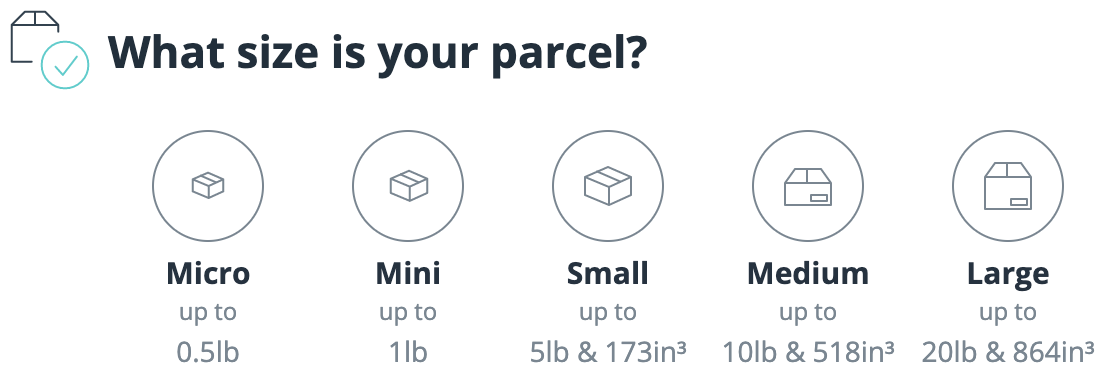 What size is your parcel?
Micro Mini Small Medium Large
up to up to up to up to up to
0.5lb 1lb 5lb & 173in³ 10lb & 518in³ 20lb & 864in³